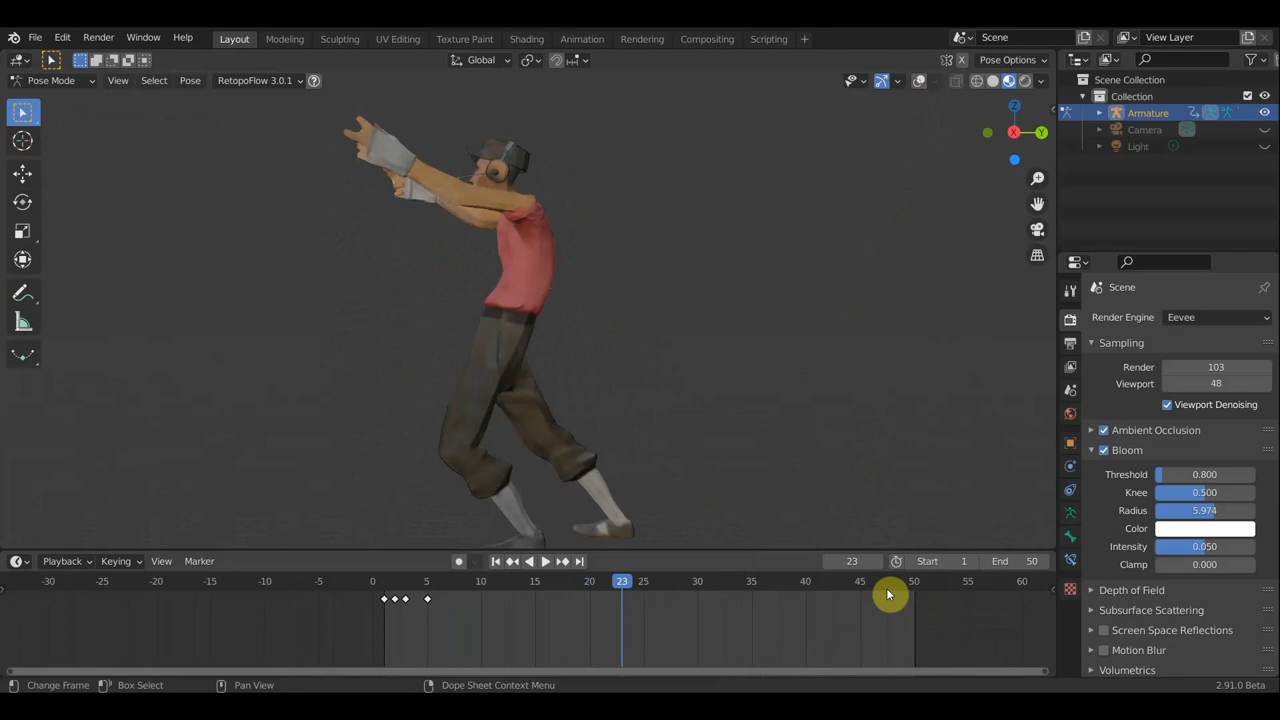 File Edit Render Window Help Layout Modeling Sculpting UV Editing Texture Paint Shading Animation Rendering Compositing Scripting + Scene View Layer
Global Pose Options
Pose Mode View Select Pose RetopoFlow 3.0.1 ?
X
Z
X
Y
Scene Collection
Collection
Armature
Camera
Light
Scene
Render Engine Eevee
Sampling
Render 103
Viewport 48
Viewport Denoising
Ambient Occlusion
Bloom
Threshold 0.800
Knee 0.500
Radius 5.974
Color
Intensity 0.050
Clamp 0.000
Depth of Field
Subsurface Scattering
Screen Space Reflections
Motion Blur
Volumetrics
Playback Keying View Marker 23 Start 1 End 50
-30 -25 -20 -15 -10 -5 0 5 10 15 20 23 25 30 35 40 45 50 55 60
Change Frame Box Select Pan View Dope Sheet Context Menu 2.91.0 Beta